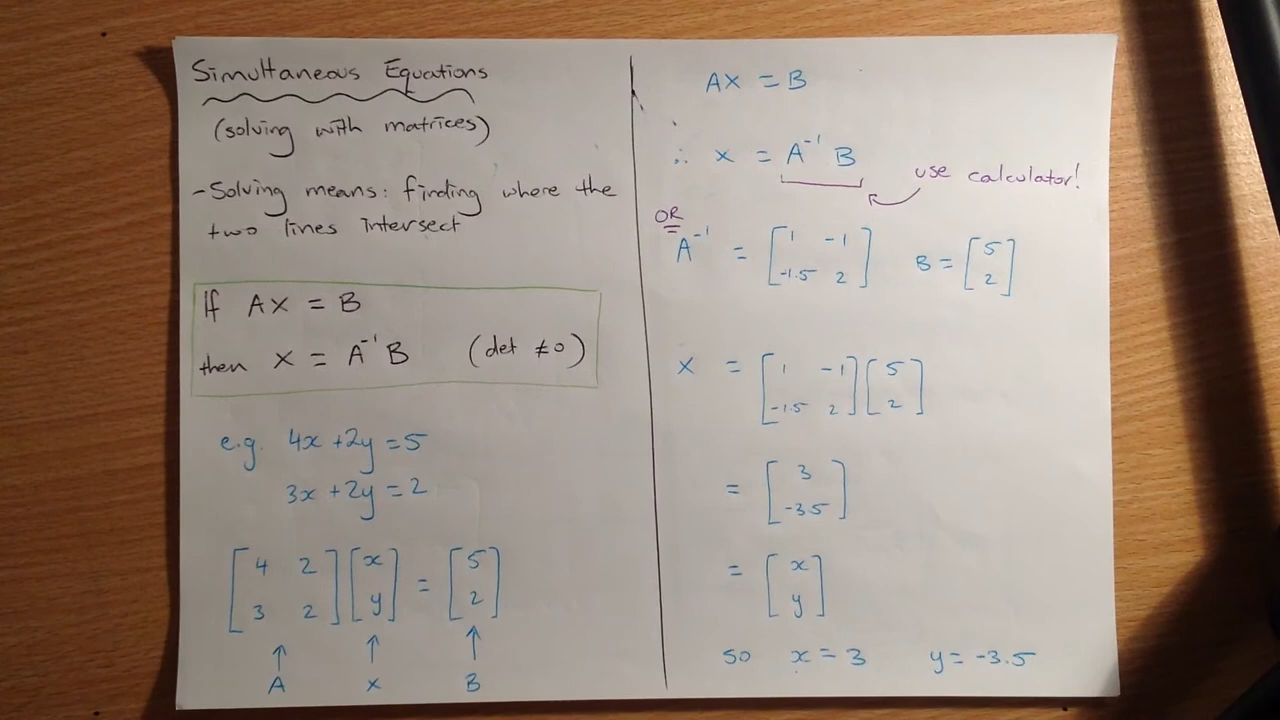 Simultaneous Equations
(solving with matrices)
-Solving means: finding where the
two lines intersect
If AX = B
then X = A⁻¹B (det ≠0)
e.g. 4x +2y =5
3x +2y =2
[4 2] [x] = [5]
[3 2] [y] [2]
↑ ↑ ↑
A X B
AX = B
∴ X = A⁻¹ B
use calculator!
OR
A⁻¹ = [1 -1] B = [5]
[-1.5 2] [2]
X = [1 -1] [5]
[-1.5 2] [2]
= [3]
[-3.5]
= [x]
[y]
so x = 3 y = -3.5